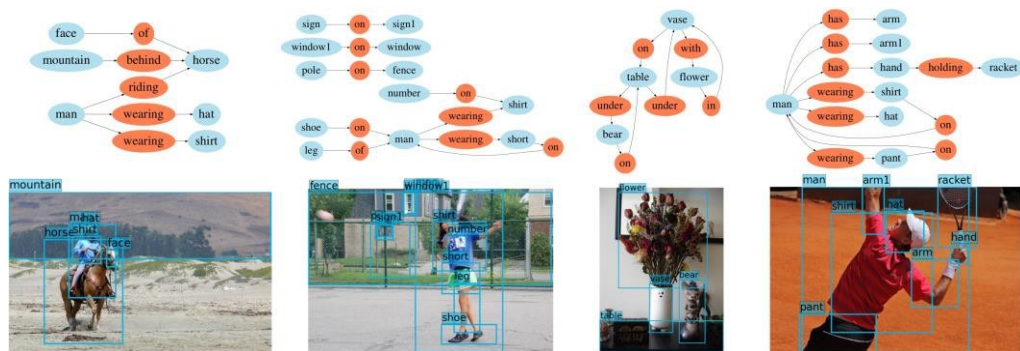 face of horse
mountain behind
riding
man wearing hat
wearing shirt
sign on sign1
window1 on window
pole on fence
number on shirt
wearing
shoe on man wearing short
leg of on
vase
on with
table flower
under under in
bear
on
has arm
has arm1
has hand holding racket
man wearing shirt
wearing hat on
wearing pant on
mountain
hat
shirt
horse face
fence window1
sign1 shirt
number
short
leg
shoe
flower
vase bear
table
man arm1 racket
shirt hat
hand
arm
pant